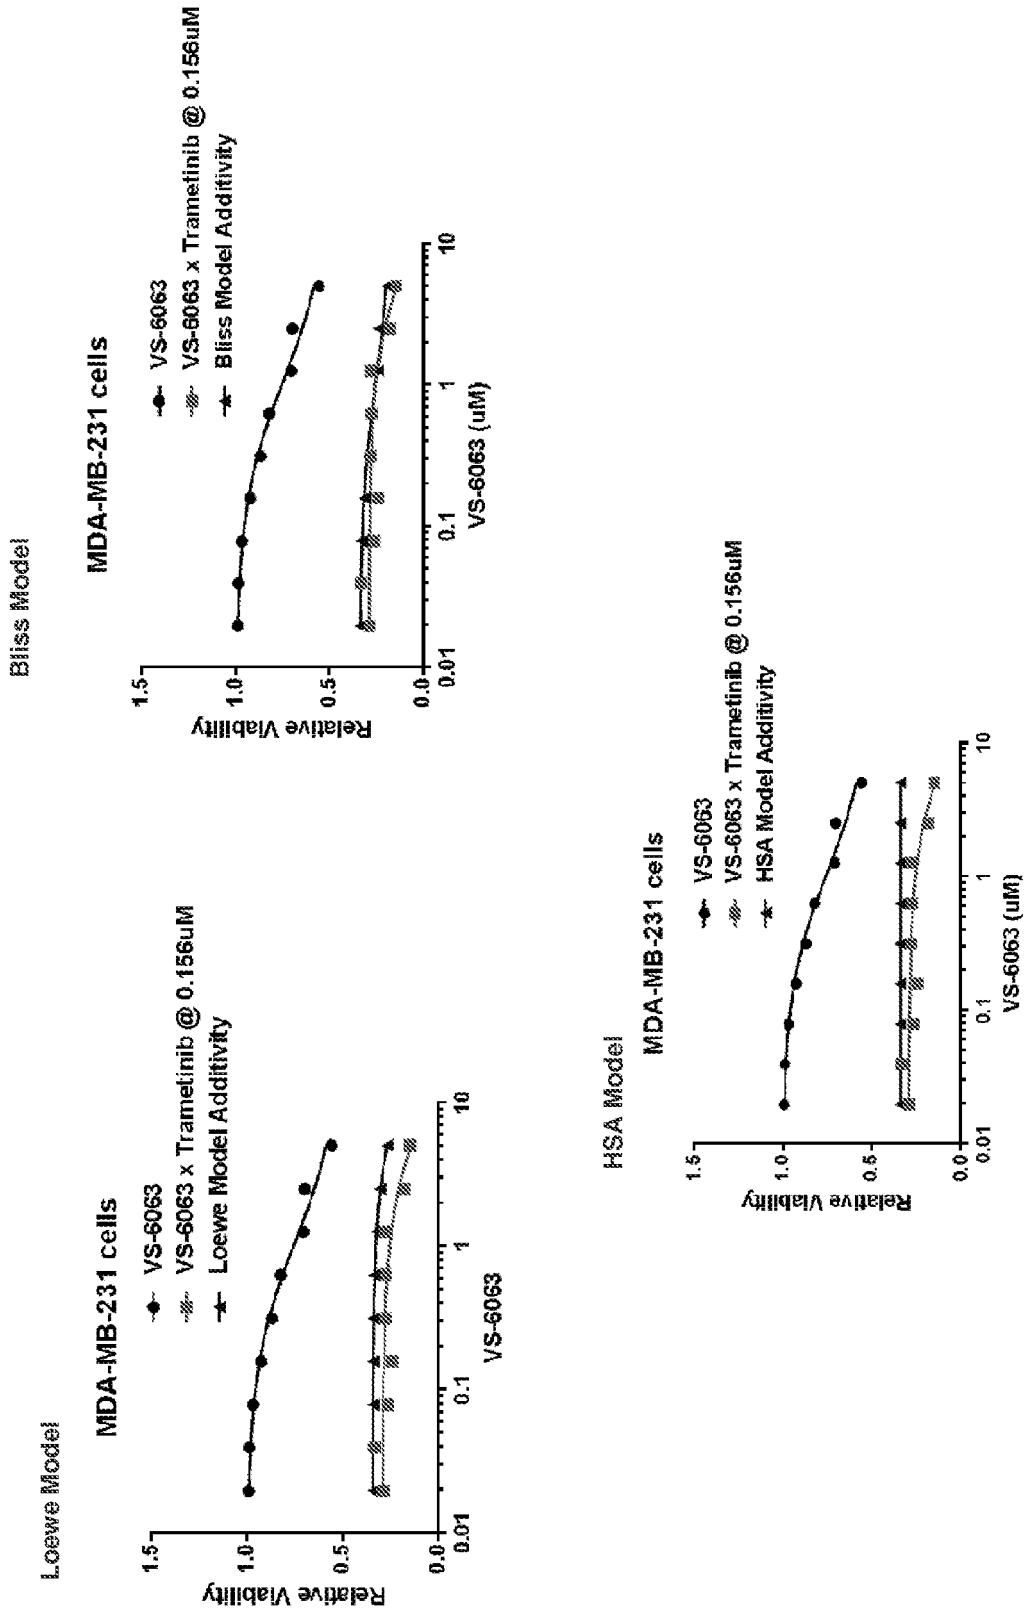 Loewe Model
MDA-MB-231 cells
VS-6063
VS-6063 x Trametinib @ 0.156uM
Loewe Model Additivity
Relative Viability
1.5
1.0
0.5
0.0
0.01
0.1
1
10
VS-6063
Bliss Model
MDA-MB-231 cells
VS-6063
VS-6063 x Trametinib @ 0.156uM
Bliss Model Additivity
Relative Viability
1.5
1.0
0.5
0.0
0.01
0.1
1
10
VS-6063 (uM)
HSA Model
MDA-MB-231 cells
VS-6063
VS-6063 x Trametinib @ 0.156uM
HSA Model Additivity
Relative Viability
1.5
1.0
0.5
0.0
0.01
0.1
1
10
VS-6063 (uM)